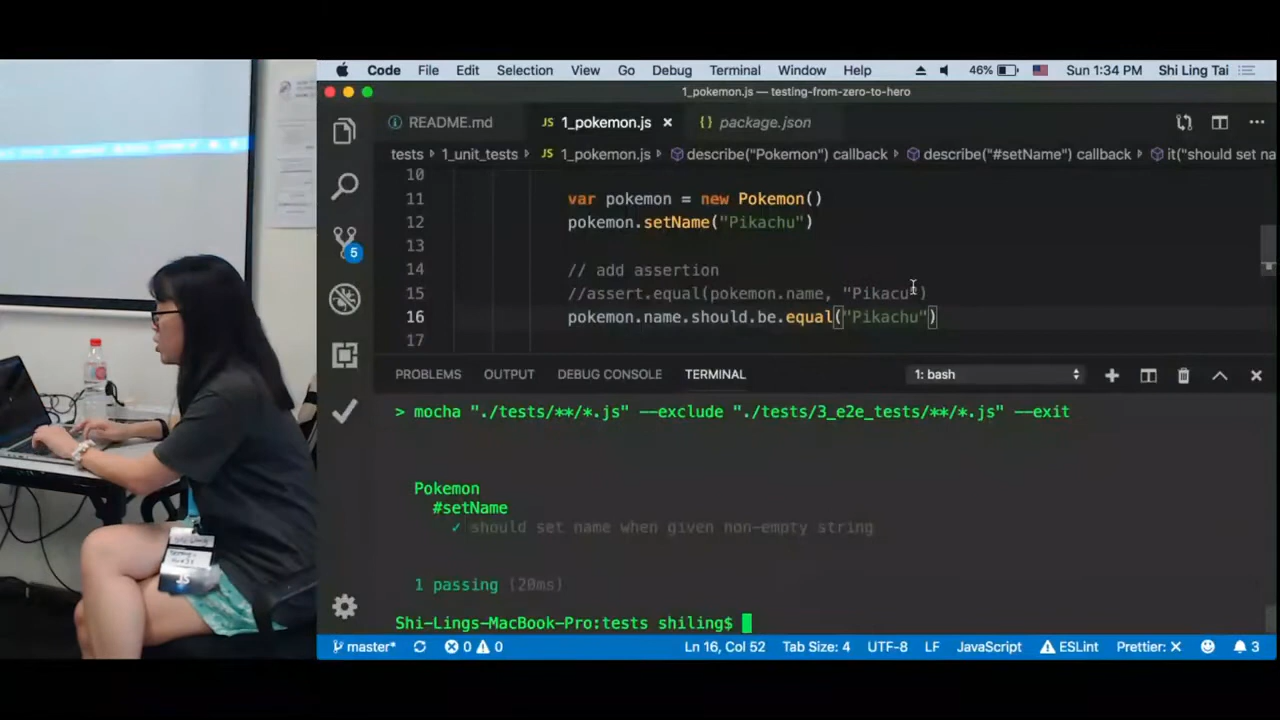 Code File Edit Selection View Go Debug Terminal Window Help 46% Sun 1:34 PM Shi Ling Tai
1_pokemon.js — testing-from-zero-to-hero
README.md JS 1_pokemon.js × {} package.json
tests › 1_unit_tests › JS 1_pokemon.js › describe("Pokemon") callback › describe("#setName") callback › it("should set na
10
11 var pokemon = new Pokemon()
12 pokemon.setName("Pikachu")
13
14 // add assertion
15 //assert.equal(pokemon.name, "Pikacu")
16 pokemon.name.should.be.equal("Pikachu")
17
5
PROBLEMS OUTPUT DEBUG CONSOLE TERMINAL 1: bash
> mocha "./tests/**/*.js" --exclude "./tests/3_e2e_tests/**/*.js" --exit
Pokemon
#setName
✓ should set name when given non-empty string
1 passing (20ms)
Shi-Lings-MacBook-Pro:tests shiling$
master* 0 0 Ln 16, Col 52 Tab Size: 4 UTF-8 LF JavaScript ESLint Prettier: × 3
JS